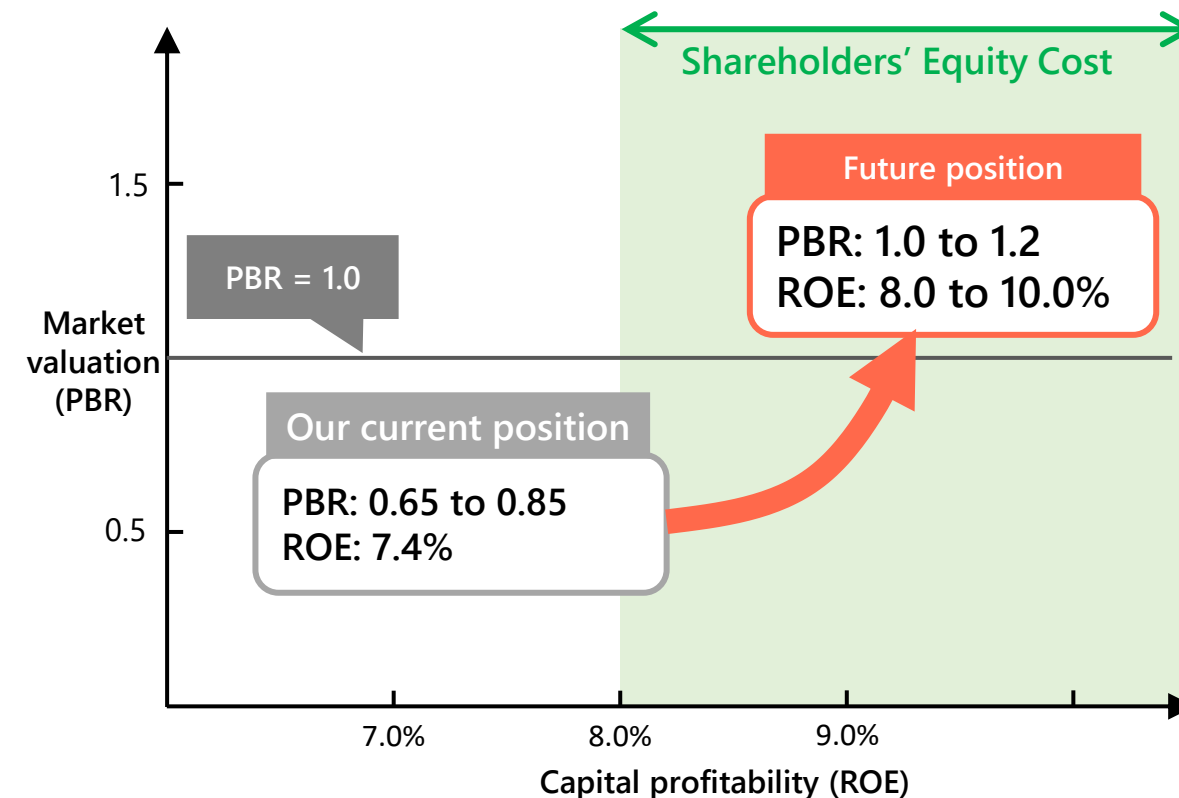 Shareholders’ Equity Cost
Future position
PBR: 1.0 to 1.2
ROE: 8.0 to 10.0%
1.5
PBR = 1.0
Market
valuation
(PBR)
Our current position
PBR: 0.65 to 0.85
ROE: 7.4%
0.5
7.0%
8.0%
9.0%
Capital profitability (ROE)